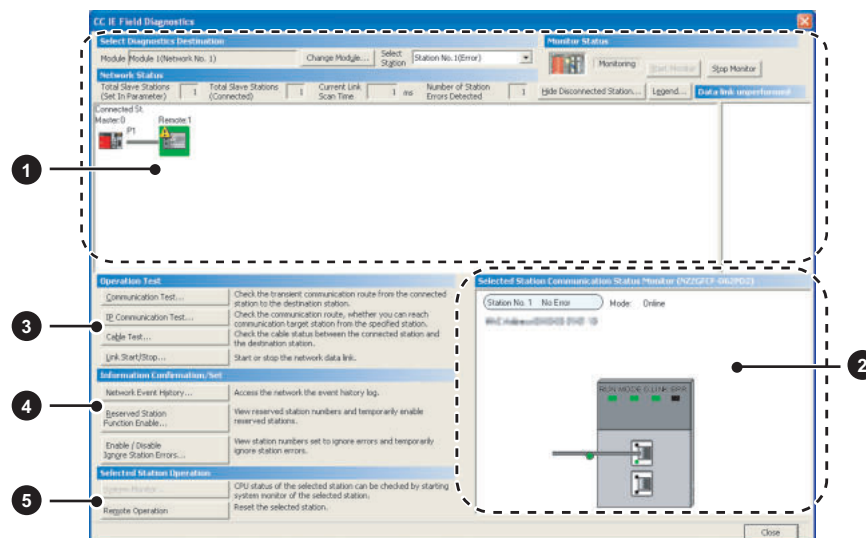 CC IE Field Diagnostics
Select Diagnostics Destination
Monitor Status
Module Module 1(Network No. 1)
Change Module...
Select Station
Station No.1(Error)
Monitoring
Start Monitor
Stop Monitor
Network Status
Total Slave Stations (Set In Parameter) 1
Total Slave Stations (Connected) 1
Current Link Scan Time 1 ms
Number of Station Errors Detected 1
Hide Disconnected Station...
Legend...
Data link unperformed
Connected St.
Master:0
Remote:1
P1
1
Operation Test
Communication Test...
Check the transient communication route from the connected
station to the destination station.
IP Communication Test...
Check the communication route, whether you can reach
communication target station from the specified station.
Cable Test...
Check the cable status between the connected station and
the destination station.
Link Start/Stop...
Start or stop the network data link.
3
Information Confirmation/Set
Network Event History...
Access the network the event history log.
Reserved Station
Function Enable...
View reserved station numbers and temporarily enable
reserved stations.
Enable / Disable
Ignore Station Errors...
View station numbers set to ignore errors and temporarily
ignore station errors.
4
Selected Station Operation
System Monitor...
CPU status of the selected station can be checked by starting
system monitor of the selected station.
Remote Operation
Reset the selected station.
5
Selected Station Communication Status Monitor (NZ2GFCF-D62PD2)
Station No. 1 No Error
Mode: Online
RUN MODE D LINK ERR.
2
Close